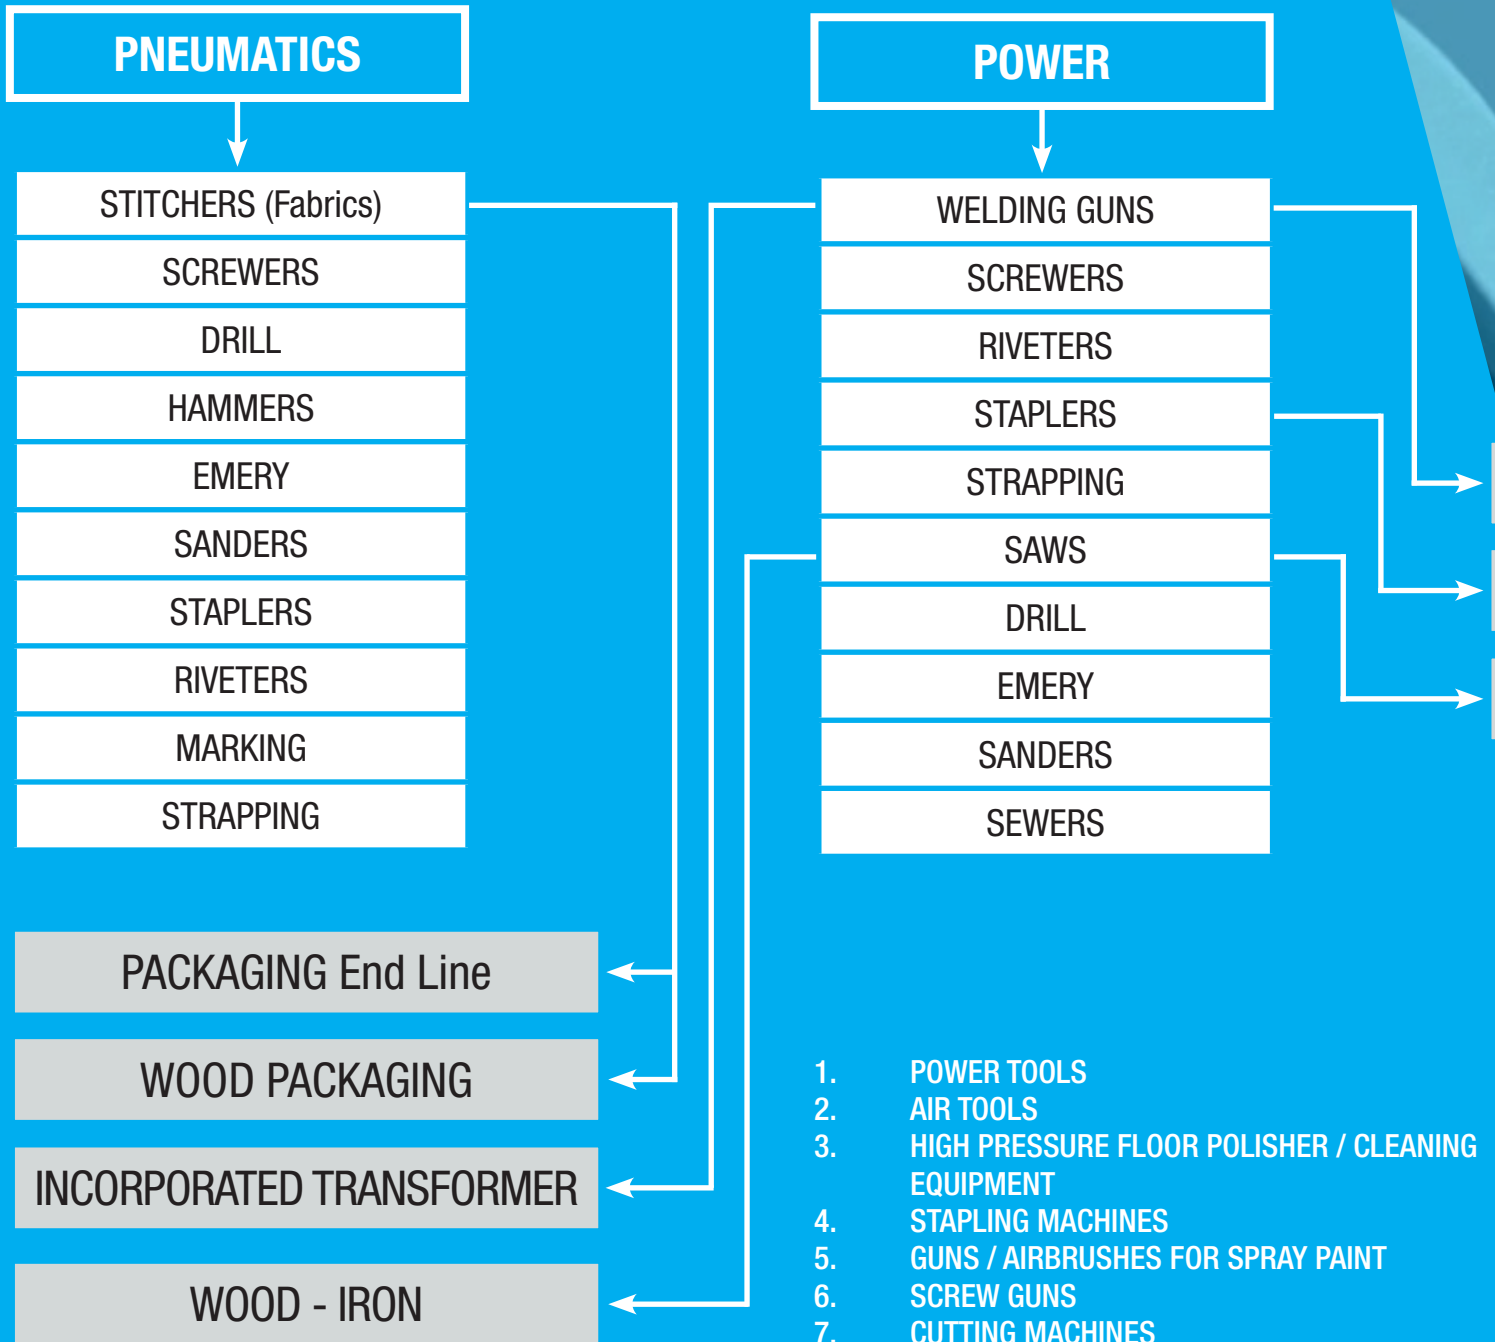 PNEUMATICS
STITCHERS (Fabrics)
SCREWERS
DRILL
HAMMERS
EMERY
SANDERS
STAPLERS
RIVETERS
MARKING
STRAPPING
POWER
WELDING GUNS
SCREWERS
RIVETERS
STAPLERS
STRAPPING
SAWS
DRILL
EMERY
SANDERS
SEWERS
PACKAGING End Line
WOOD PACKAGING
INCORPORATED TRANSFORMER
WOOD - IRON
1. POWER TOOLS
2. AIR TOOLS
3. HIGH PRESSURE FLOOR POLISHER / CLEANING
EQUIPMENT
4. STAPLING MACHINES
5. GUNS / AIRBRUSHES FOR SPRAY PAINT
6. SCREW GUNS
7. CUTTING MACHINES